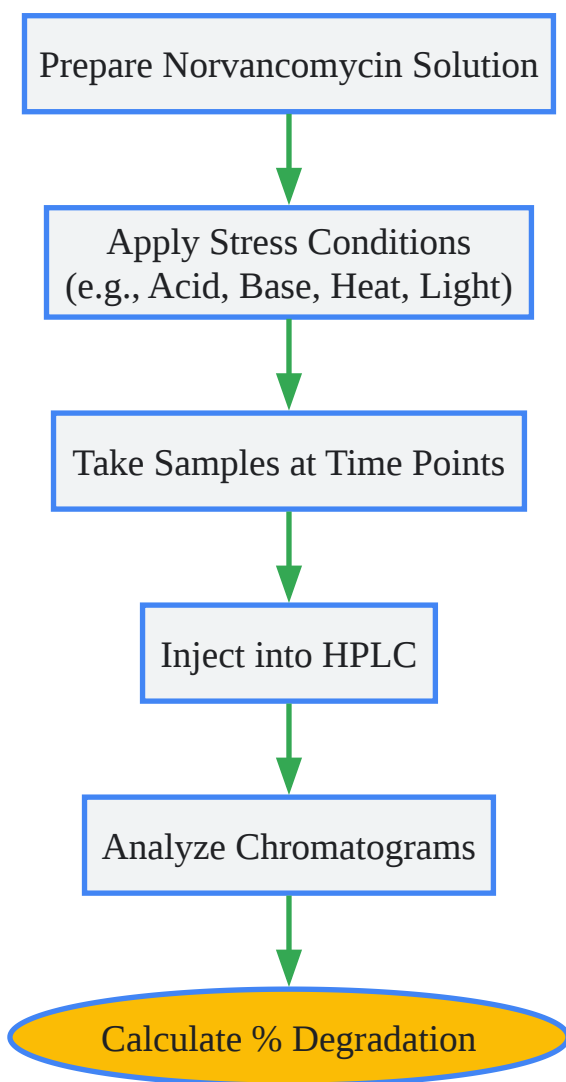 Prepare Norvancomycin Solution
Apply Stress Conditions
(e.g., Acid, Base, Heat, Light)
Take Samples at Time Points
Inject into HPLC
Analyze Chromatograms
Calculate % Degradation